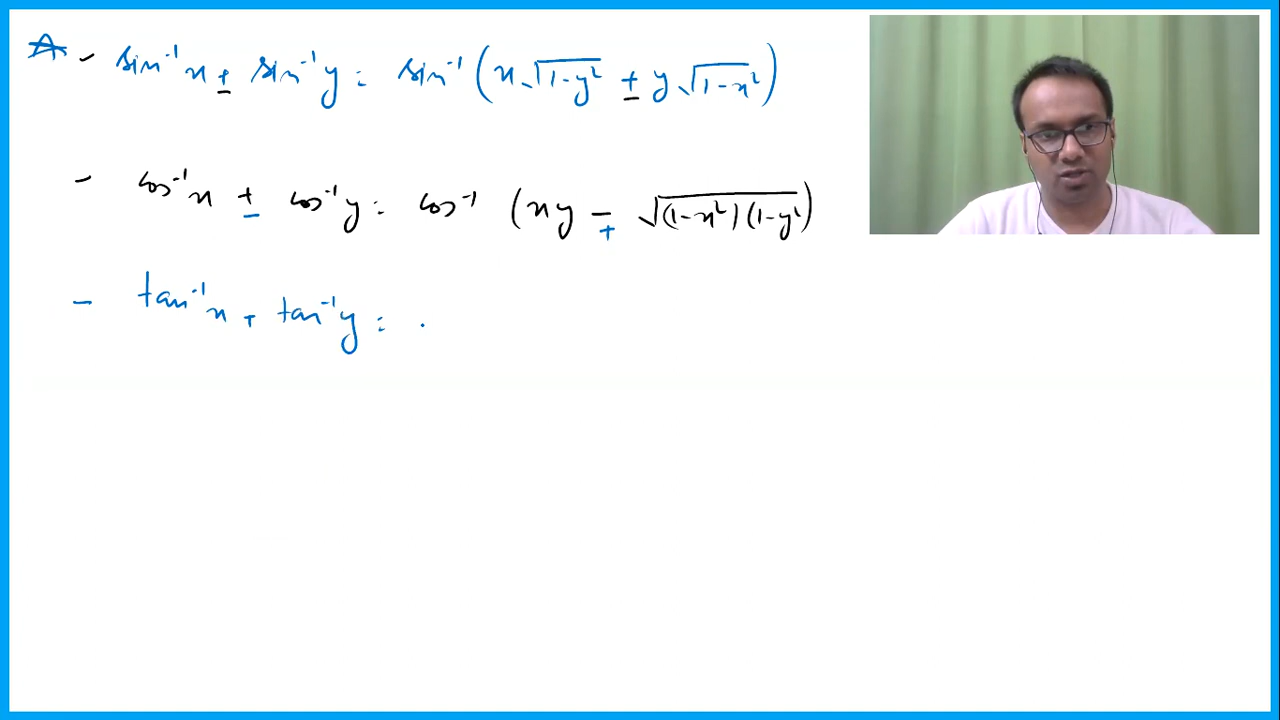 - sin⁻¹x ± sin⁻¹y = sin⁻¹(x√1-y² ± y√1-x²)
- cos⁻¹x ± cos⁻¹y = cos⁻¹(xy ∓ √(1-x²)(1-y²))
- tan⁻¹x + tan⁻¹y = .